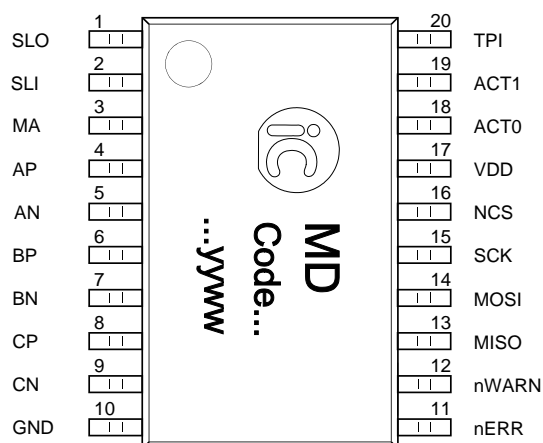 SLO 1 20 TPI
SLI 2 19 ACT1
MA 3 18 ACT0
AP 4 17 VDD
AN 5 16 NCS
BP 6 15 SCK
BN 7 14 MOSI
CP 8 13 MISO
CN 9 12 nWARN
GND 10 11 nERR
iC
MD
Code...
...yyww